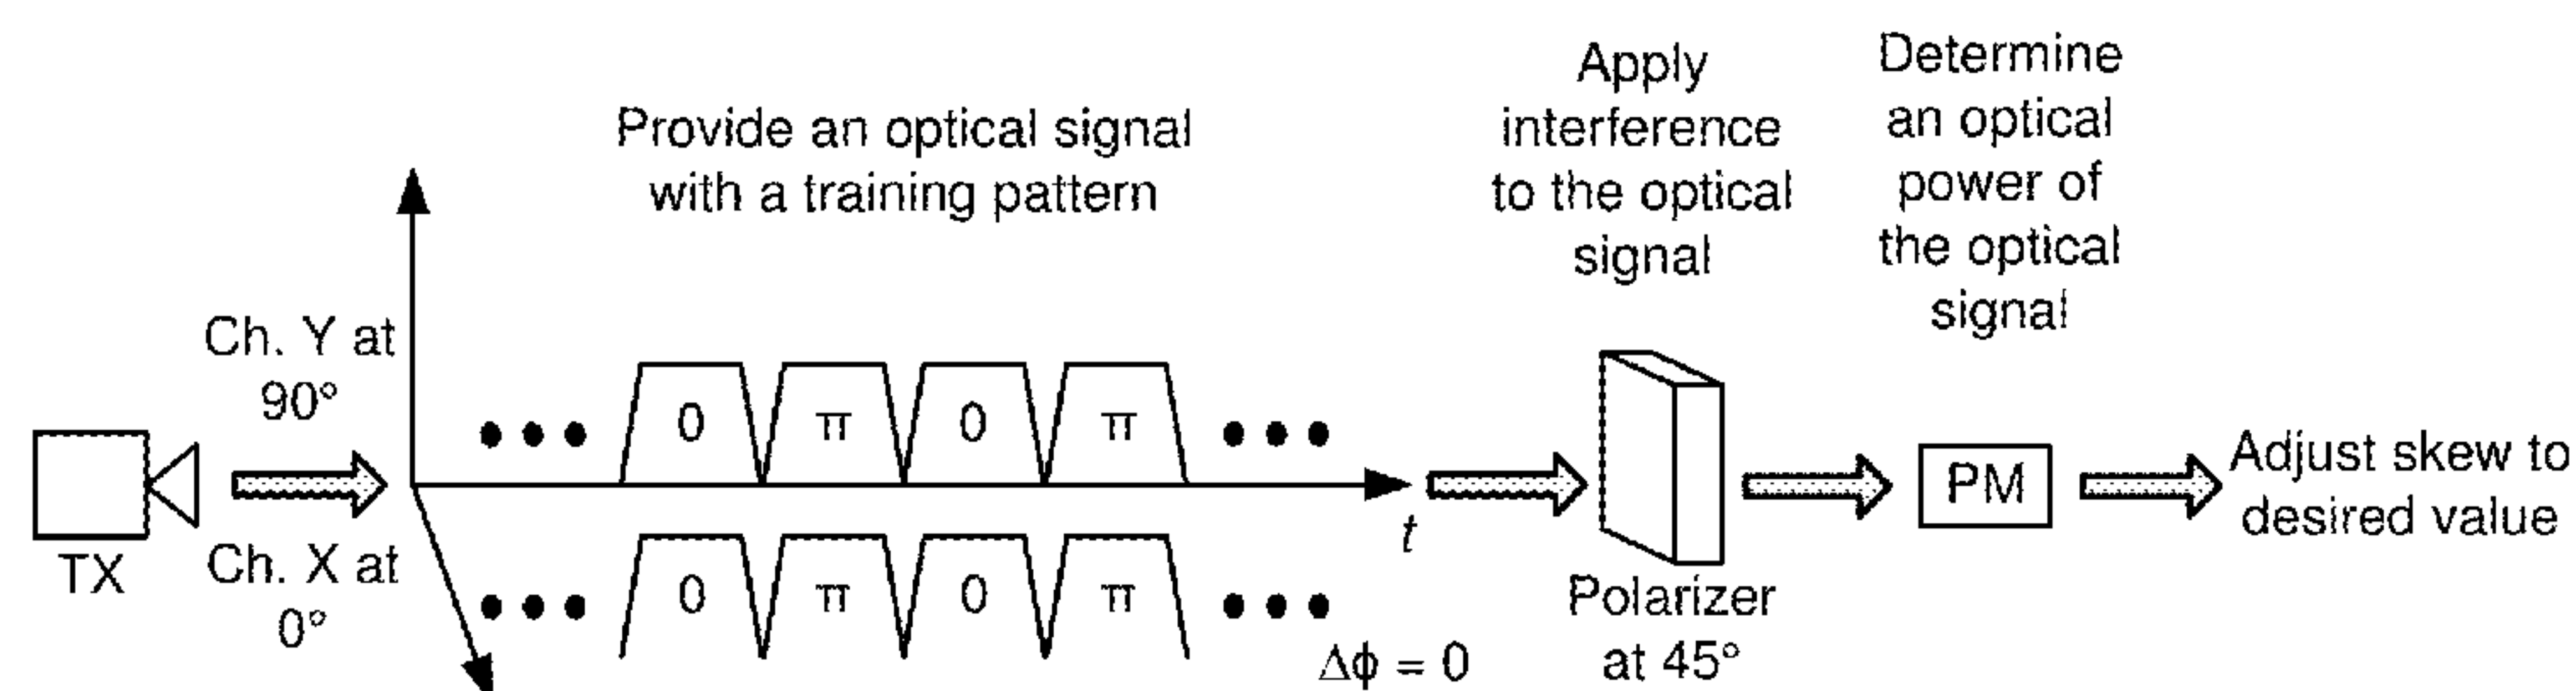 Provide an optical signal
with a training pattern
Apply
interference
to the optical
signal
Determine
an optical
power of
the optical
signal
Ch. Y at
90°
TX
Ch. X at
0°
0 π 0 π
0 π 0 π
t
Δϕ = 0
Polarizer
at 45°
PM
Adjust skew to
desired value